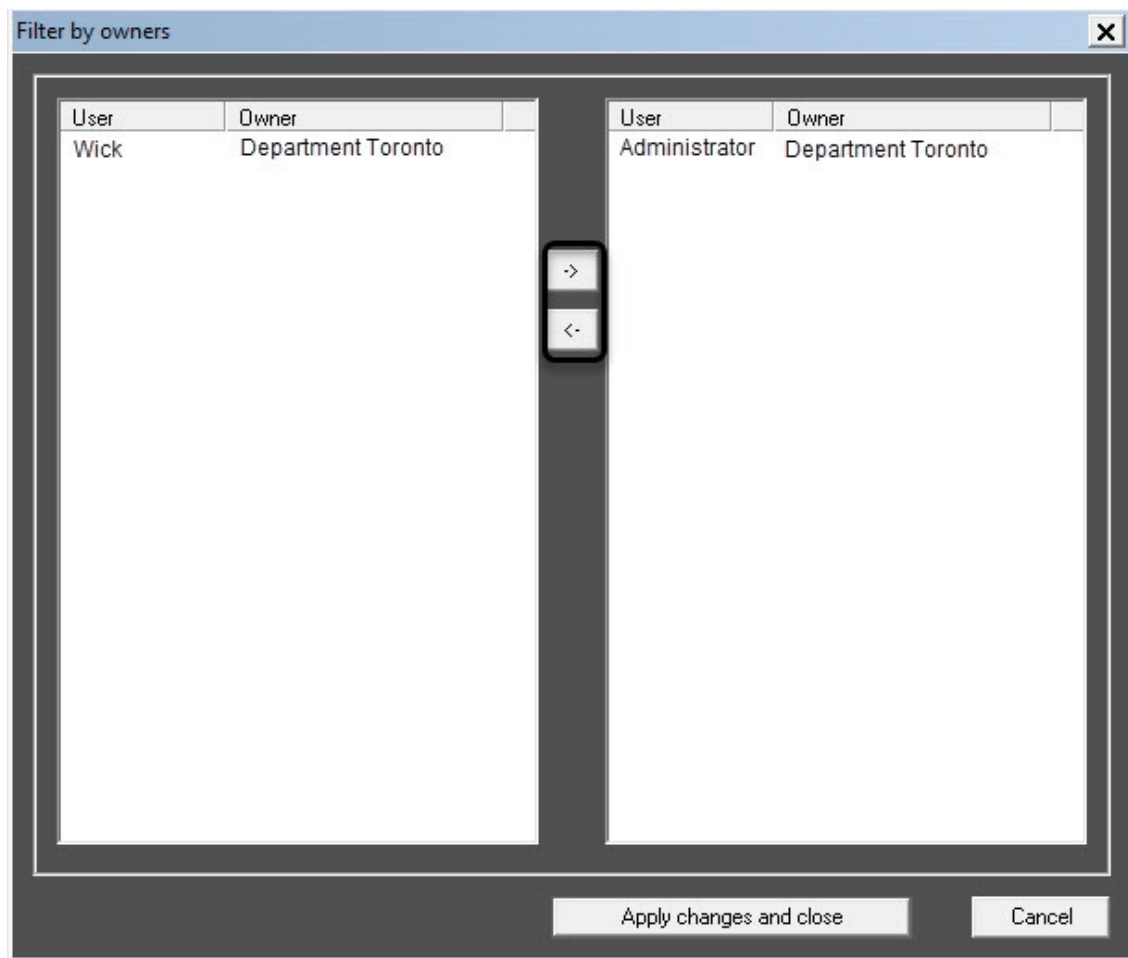 Filter by owners
User Owner
Wick Department Toronto
User Owner
Administrator Department Toronto
->
<-
Apply changes and close Cancel